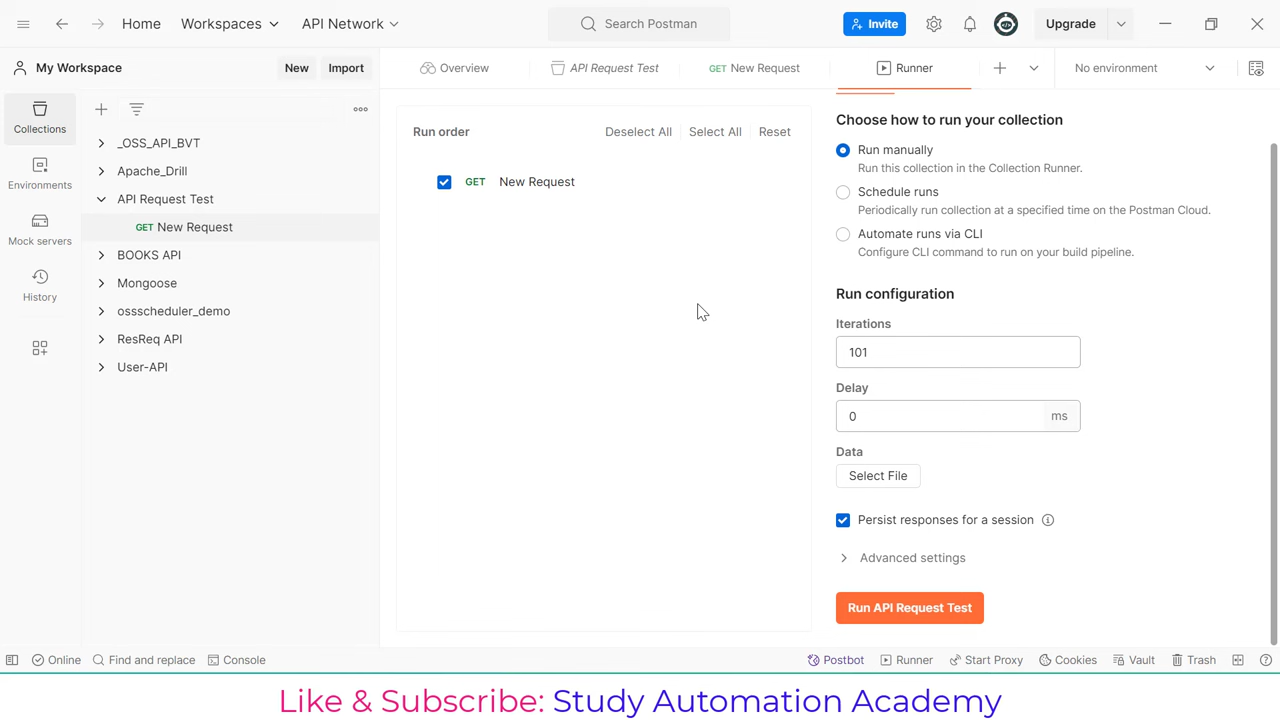 Home Workspaces API Network Search Postman Invite Upgrade
My Workspace New Import Overview API Request Test GET New Request Runner No environment
Collections
Environments
Mock servers
History
_OSS_API_BVT
Apache_Drill
API Request Test
GET New Request
BOOKS API
Mongoose
ossscheduler_demo
ResReq API
User-API
Run order Deselect All Select All Reset
GET New Request
Choose how to run your collection
Run manually
Run this collection in the Collection Runner.
Schedule runs
Periodically run collection at a specified time on the Postman Cloud.
Automate runs via CLI
Configure CLI command to run on your build pipeline.
Run configuration
Iterations
101
Delay
0 ms
Data
Select File
Persist responses for a session
Advanced settings
Run API Request Test
Online Find and replace Console Postbot Runner Start Proxy Cookies Vault Trash
Like & Subscribe: Study Automation Academy